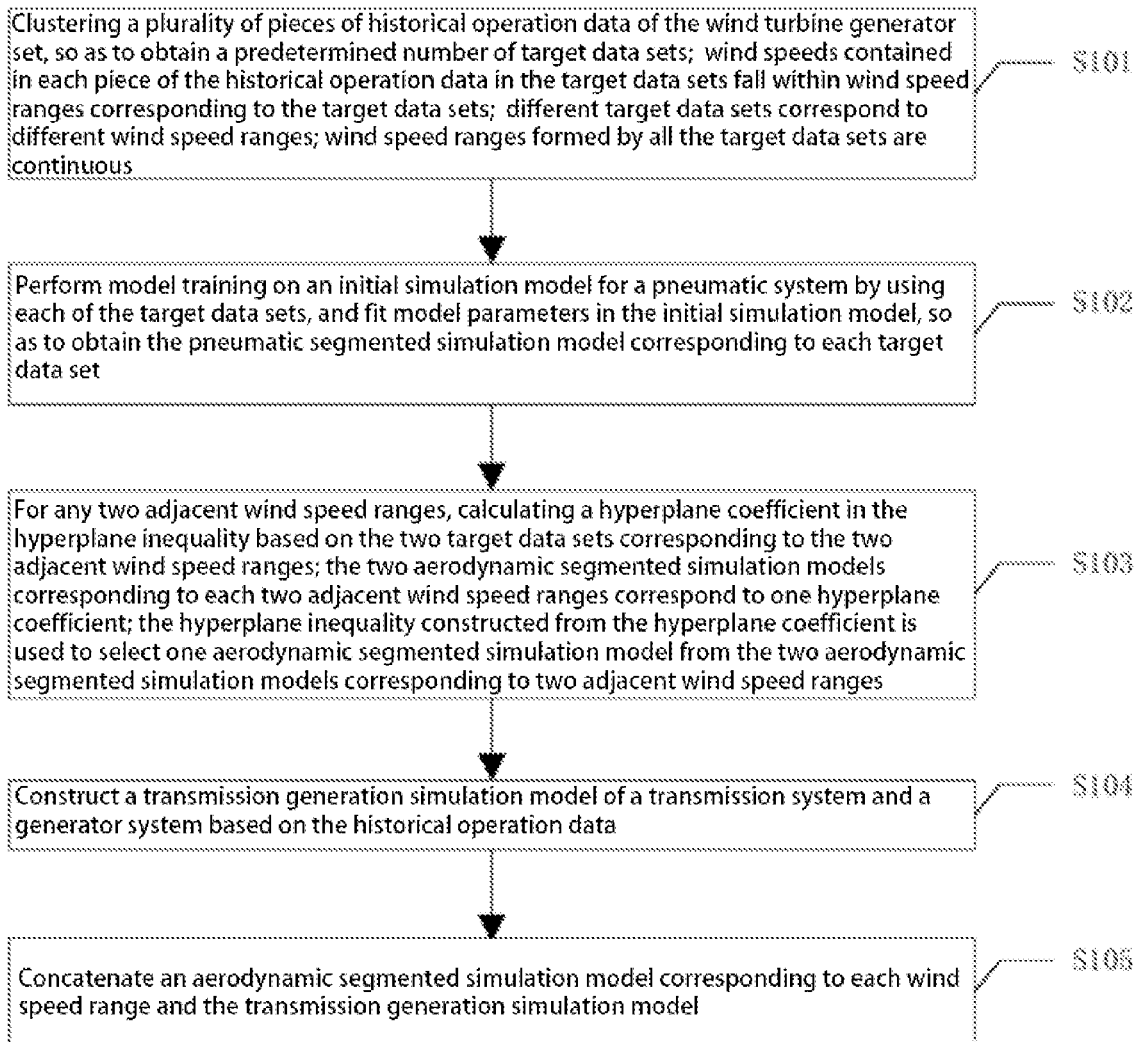 Clustering a plurality of pieces of historical operation data of the wind turbine generator
set, so as to obtain a predetermined number of target data sets; wind speeds contained
in each piece of the historical operation data in the target data sets fall within wind speed
ranges corresponding to the target data sets; different target data sets correspond to
different wind speed ranges; wind speed ranges formed by all the target data sets are
continuous
S101
Perform model training on an initial simulation model for a pneumatic system by using
each of the target data sets, and fit model parameters in the initial simulation model, so
as to obtain the pneumatic segmented simulation model corresponding to each target
data set
S102
For any two adjacent wind speed ranges, calculating a hyperplane coefficient in the
hyperplane inequality based on the two target data sets corresponding to the two
adjacent wind speed ranges; the two aerodynamic segmented simulation models
corresponding to each two adjacent wind speed ranges correspond to one hyperplane
coefficient; the hyperplane inequality constructed from the hyperplane coefficient is
used to select one aerodynamic segmented simulation model from the two aerodynamic
segmented simulation models corresponding to two adjacent wind speed ranges
S103
Construct a transmission generation simulation model of a transmission system and a
generator system based on the historical operation data
S104
Concatenate an aerodynamic segmented simulation model corresponding to each wind
speed range and the transmission generation simulation model
S105